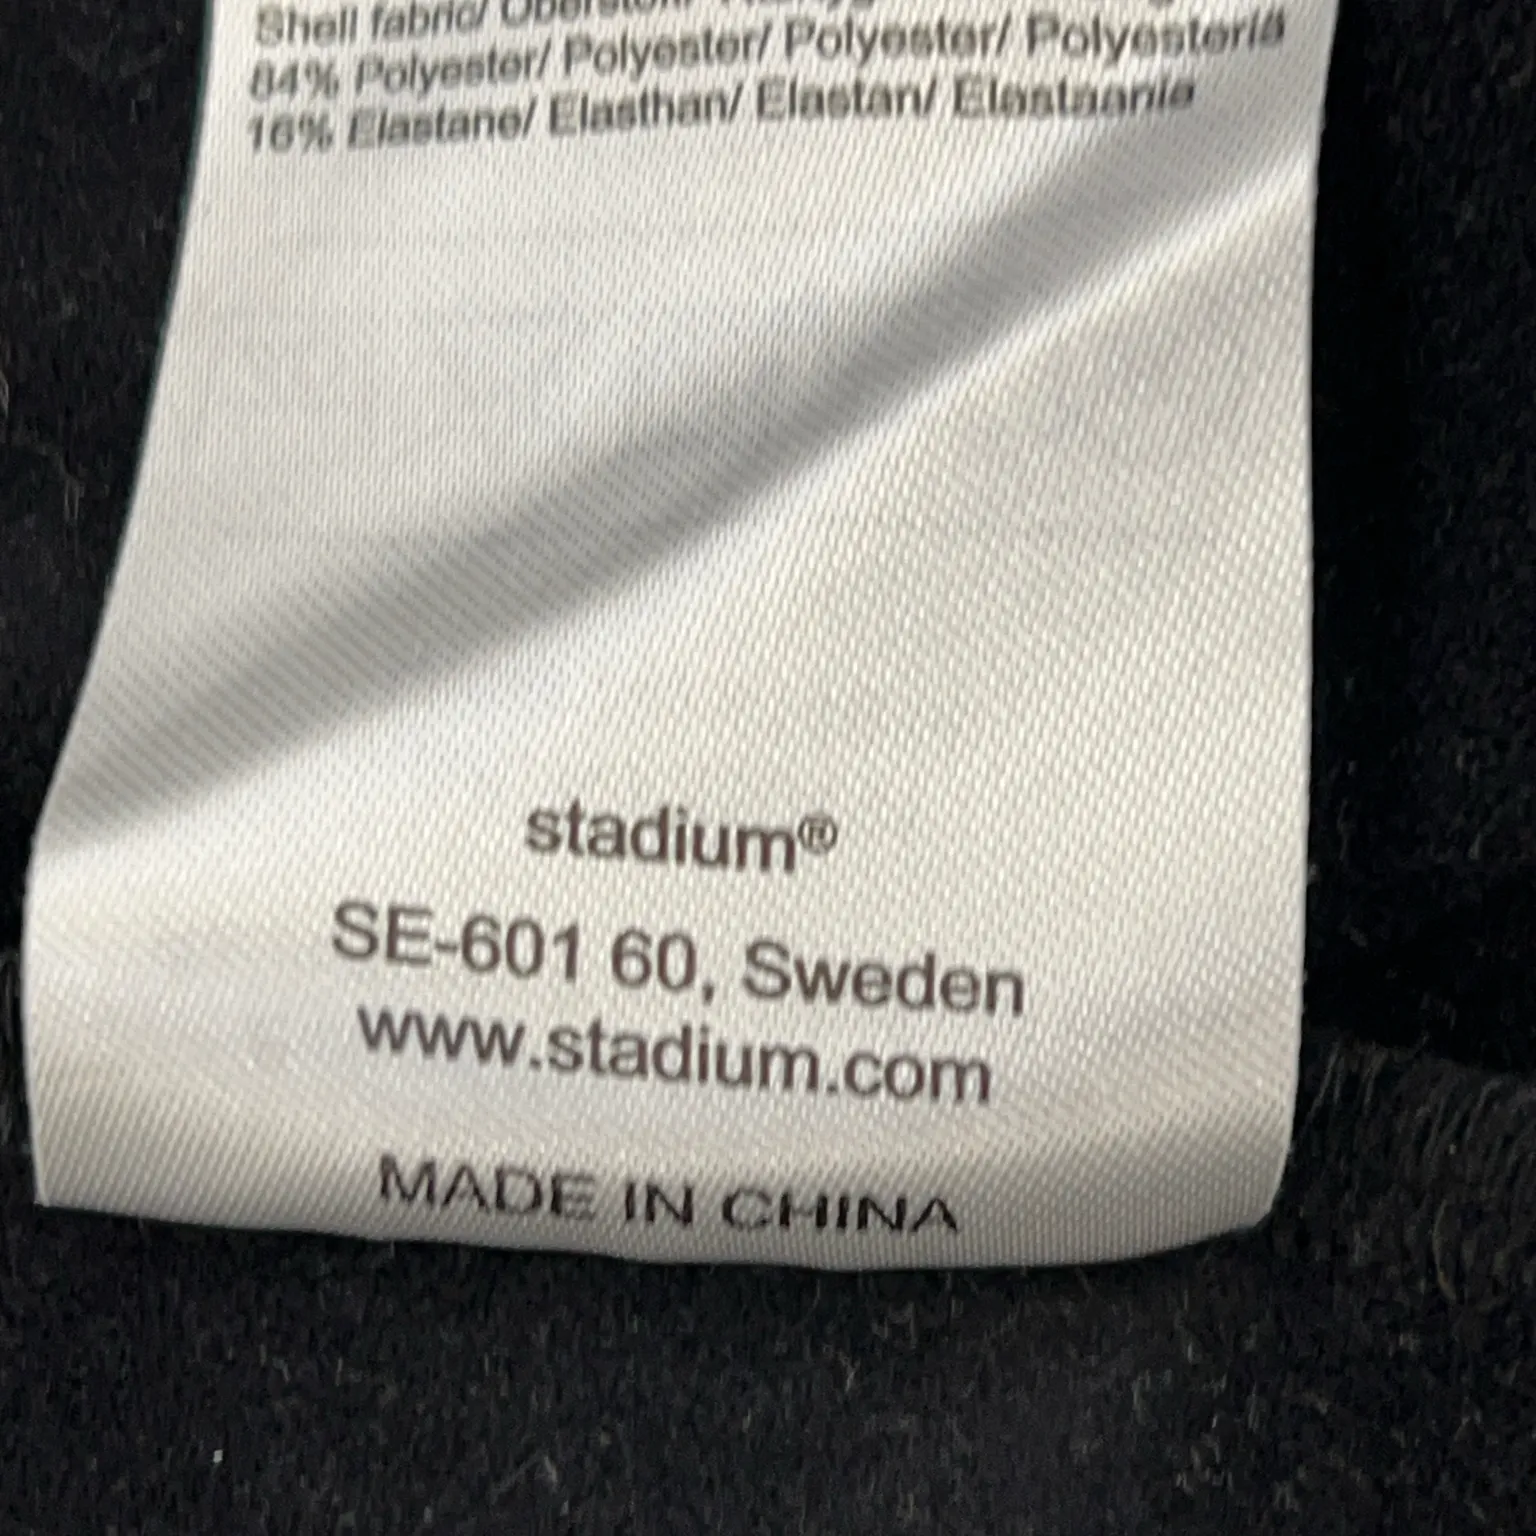 Shell fabric/ Oberstoff/
84% Polyester/ Polyester/ Polyester/ Polyesteriä
16% Elastane/ Elasthan/ Elastan/ Elastaania
stadium®
SE-601 60, Sweden
www.stadium.com
MADE IN CHINA